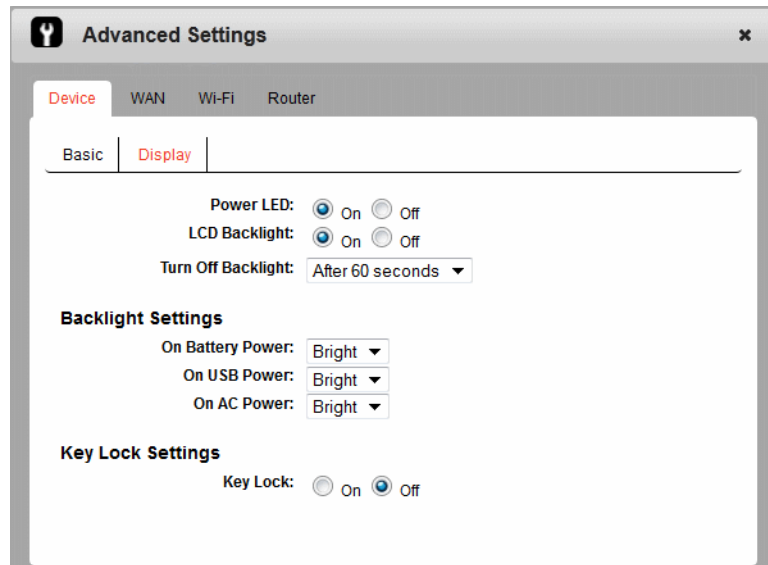 Advanced Settings
Device WAN Wi-Fi Router
Basic Display
Power LED: On Off
LCD Backlight: On Off
Turn Off Backlight: After 60 seconds
Backlight Settings
On Battery Power: Bright
On USB Power: Bright
On AC Power: Bright
Key Lock Settings
Key Lock: On Off